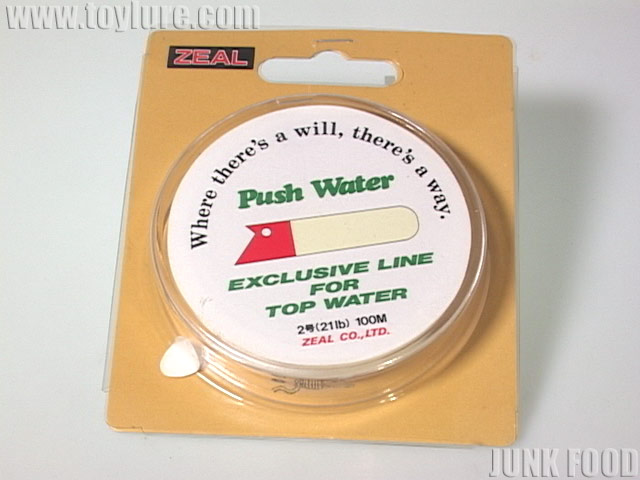 www.toylure.com
ZEAL
Where there's a will, there's a way.
Push Water
EXCLUSIVE LINE
FOR
TOP WATER
2号(21lb) 100M
ZEAL CO.,LTD.
JUNK FOOD